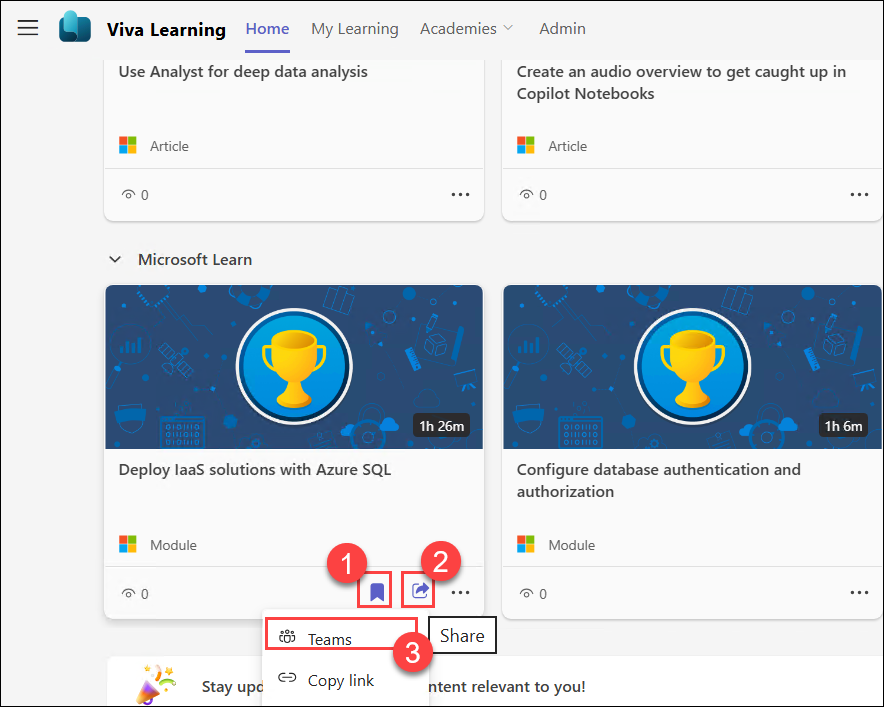 Viva Learning Home My Learning Academies Admin
Use Analyst for deep data analysis
Article
0
Create an audio overview to get caught up in
Copilot Notebooks
Article
0
Microsoft Learn
1h 26m
Deploy IaaS solutions with Azure SQL
Module
0
1h 6m
Configure database authentication and
authorization
Module
0
1
2
Teams
3
Share
Copy link
Stay
ntent relevant to you!